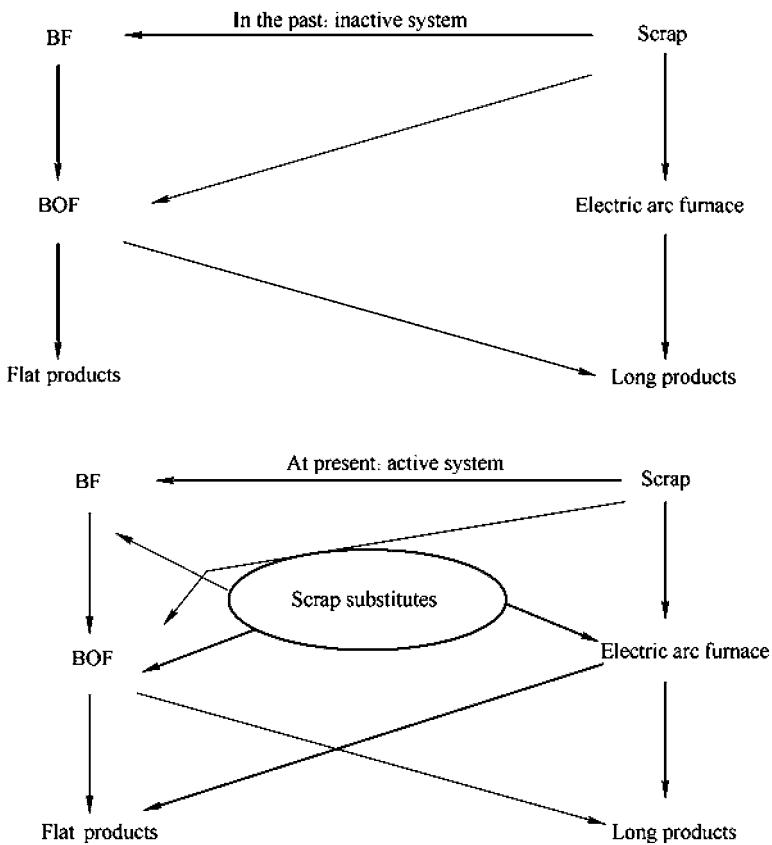 In the past: inactive system
BF
Scrap
BOF
Electric arc furnace
Flat products
Long products
At present: active system
BF
Scrap
Scrap substitutes
BOF
Electric arc furnace
Flat products
Long products